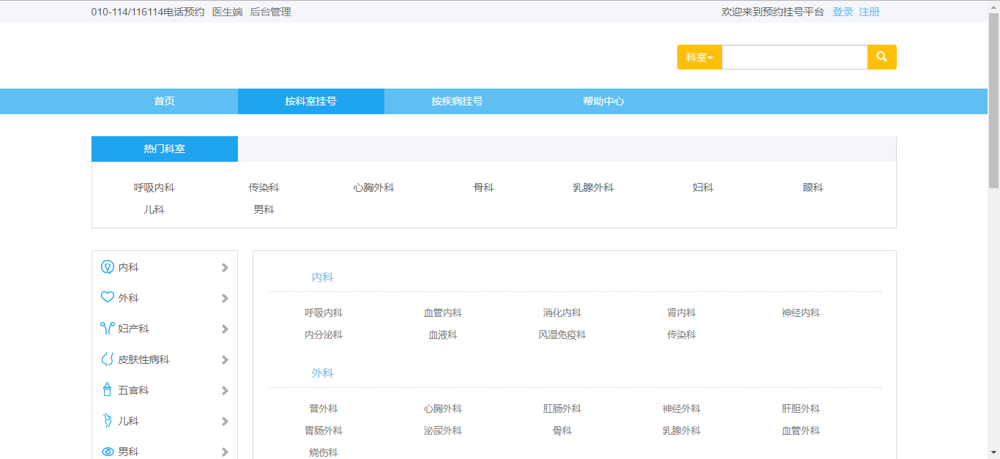 010-114/116114电话预约 医生端 后台管理 欢迎来到预约挂号平台 登录 注册
科室
首页 按科室挂号 按疾病挂号 帮助中心
热门科室
呼吸内科 传染科 心胸外科 骨科 乳腺外科 妇科 眼科
儿科 男科
内科
外科
妇产科
皮肤性病科
五官科
儿科
男科
内科
呼吸内科 血管内科 消化内科 肾内科 神经内科
内分泌科 血液科 风湿免疫科 传染科
外科
普外科 心胸外科 肛肠外科 神经外科 肝胆外科
胃肠外科 泌尿外科 骨科 乳腺外科 血管外科
烧伤科